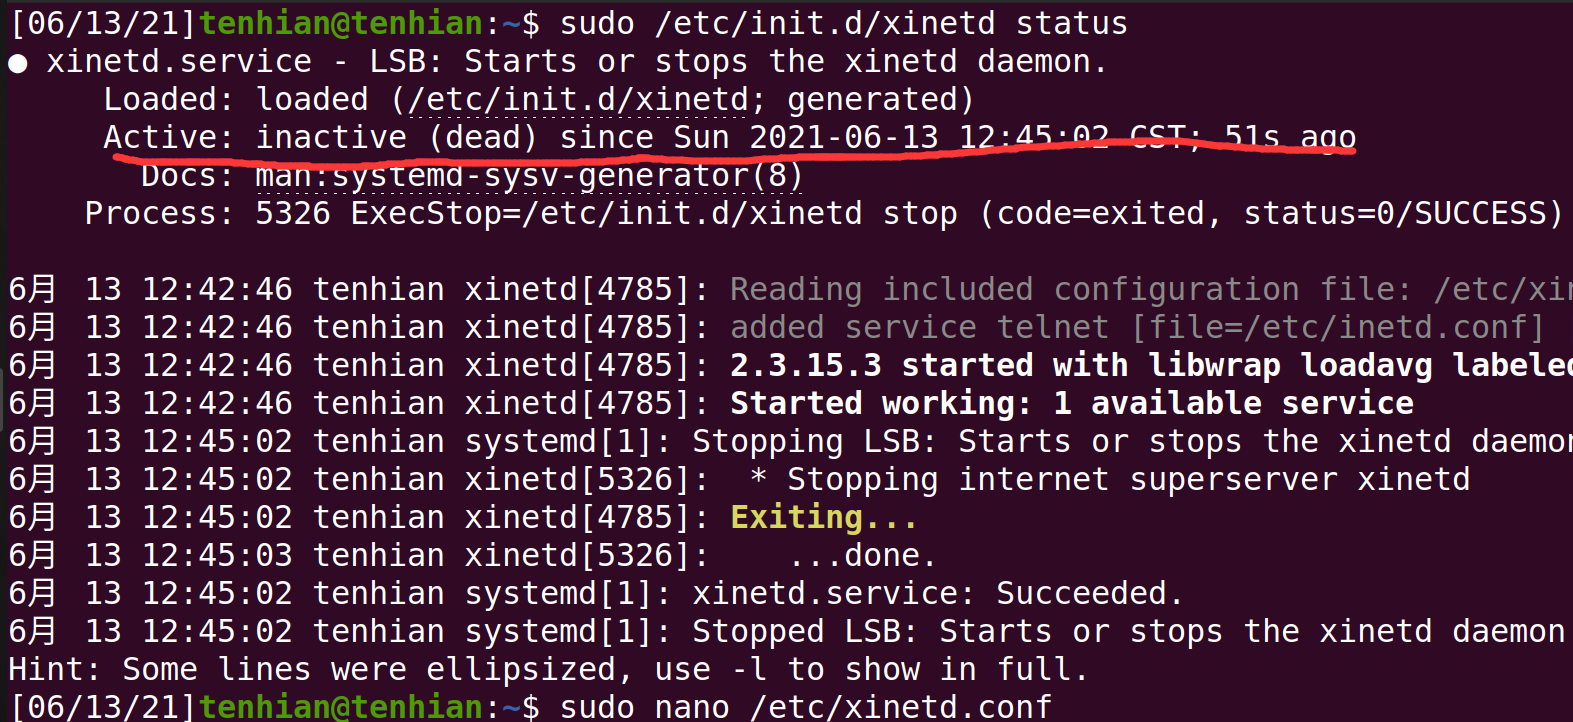 [06/13/21]tenhian@tenhian:~$ sudo /etc/init.d/xinetd status
● xinetd.service - LSB: Starts or stops the xinetd daemon.
     Loaded: loaded (/etc/init.d/xinetd; generated)
     Active: inactive (dead) since Sun 2021-06-13 12:45:02 CST; 51s ago
       Docs: man:systemd-sysv-generator(8)
    Process: 5326 ExecStop=/etc/init.d/xinetd stop (code=exited, status=0/SUCCESS)
6月 13 12:42:46 tenhian xinetd[4785]: Reading included configuration file: /etc/xin
6月 13 12:42:46 tenhian xinetd[4785]: added service telnet [file=/etc/inetd.conf]
6月 13 12:42:46 tenhian xinetd[4785]: 2.3.15.3 started with libwrap loadavg labeled
6月 13 12:42:46 tenhian xinetd[4785]: Started working: 1 available service
6月 13 12:45:02 tenhian systemd[1]: Stopping LSB: Starts or stops the xinetd daemon
6月 13 12:45:02 tenhian xinetd[5326]:  * Stopping internet superserver xinetd
6月 13 12:45:02 tenhian xinetd[4785]: Exiting...
6月 13 12:45:03 tenhian xinetd[5326]:    ...done.
6月 13 12:45:02 tenhian systemd[1]: xinetd.service: Succeeded.
6月 13 12:45:02 tenhian systemd[1]: Stopped LSB: Starts or stops the xinetd daemon
Hint: Some lines were ellipsized, use -l to show in full.
[06/13/21]tenhian@tenhian:~$ sudo nano /etc/xinetd.conf